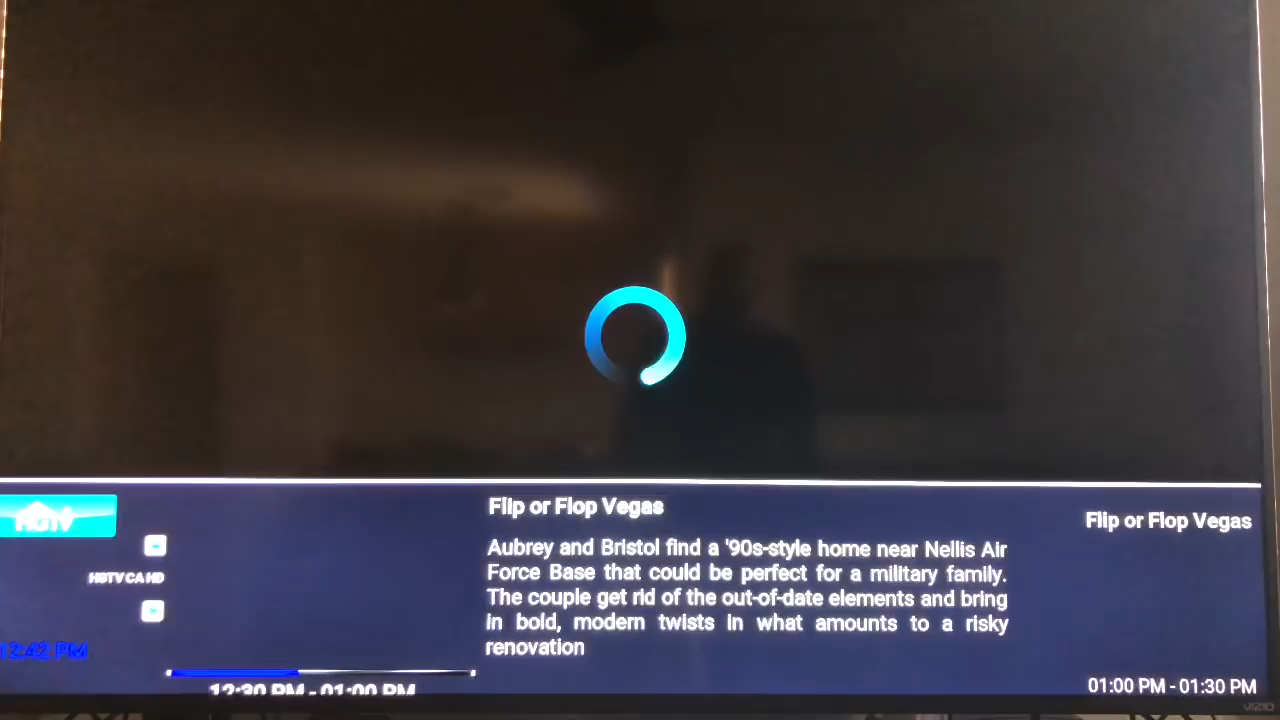 HGTV
HGTV CA HD
12:42 PM
12:30 PM - 01:00 PM
Flip or Flop Vegas
Aubrey and Bristol find a '90s-style home near Nellis Air
Force Base that could be perfect for a military family.
The couple get rid of the out-of-date elements and bring
in bold, modern twists in what amounts to a risky
renovation
Flip or Flop Vegas
01:00 PM - 01:30 PM
VIZIO